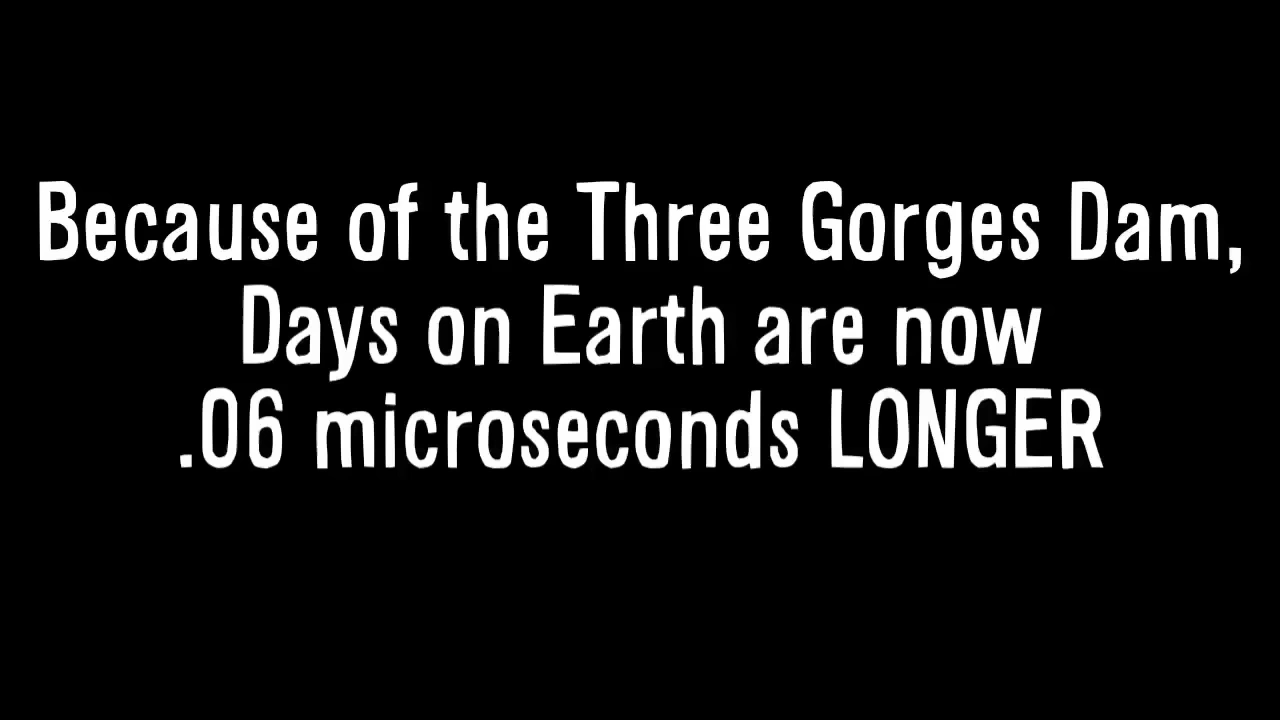 Because of the Three Gorges Dam,
Days on Earth are now
.06 microseconds LONGER